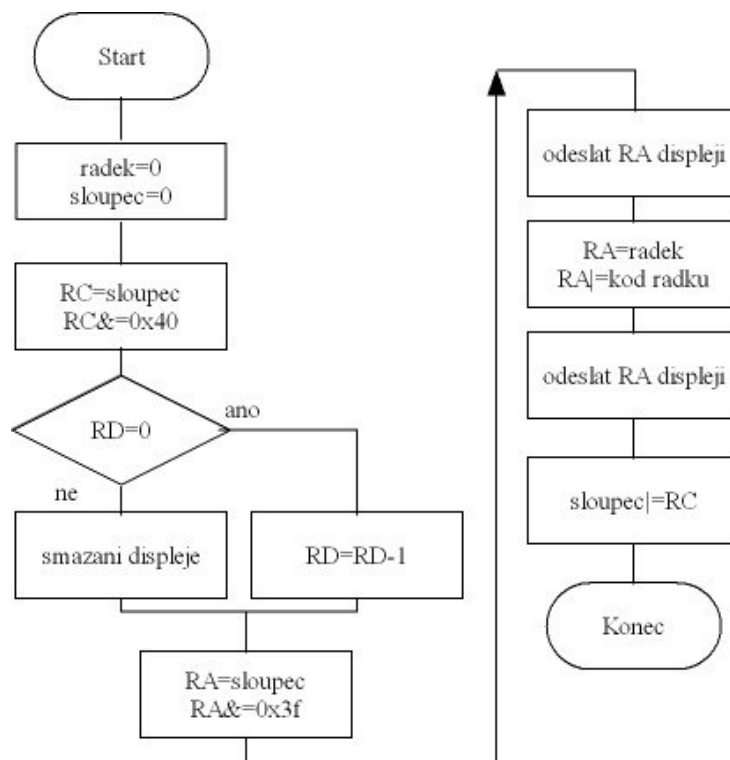 Start
radek=0
sloupec=0
RC=sloupec
RC&=0x40
RD=0
ano
ne
smazani displeje
RD=RD-1
RA=sloupec
RA&=0x3f
odeslat RA displeji
RA=radek
RA|=kod radku
odeslat RA displeji
sloupec|=RC
Konec